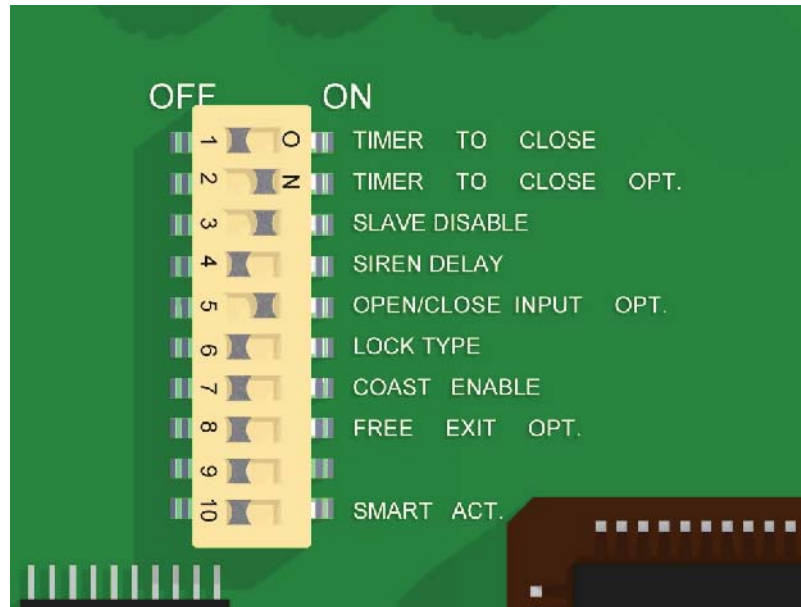 OFF ON
1 O TIMER TO CLOSE
2 N TIMER TO CLOSE OPT.
3 SLAVE DISABLE
4 SIREN DELAY
5 OPEN/CLOSE INPUT OPT.
6 LOCK TYPE
7 COAST ENABLE
8 FREE EXIT OPT.
9
10 SMART ACT.